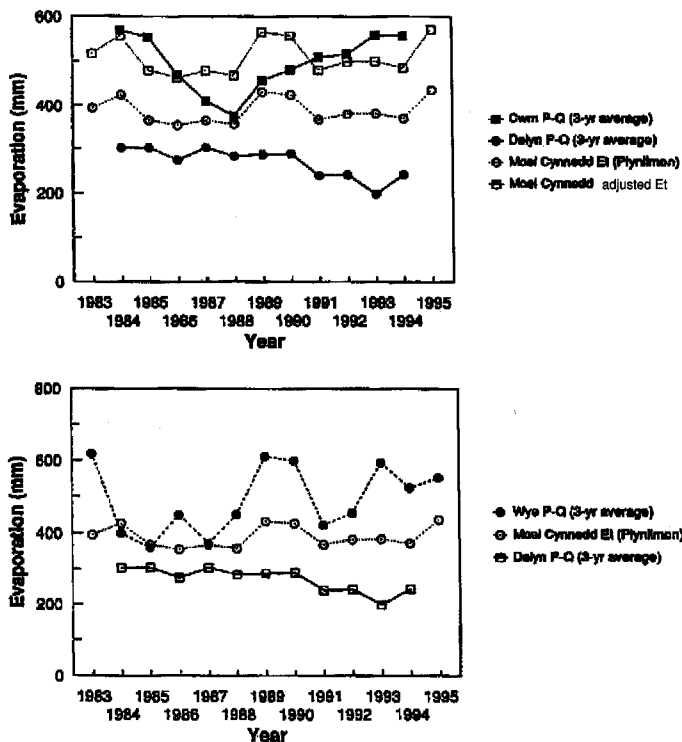 600
400
200
0
Evaporation (mm)
1983 1985 1987 1989 1991 1993 1995
1984 1986 1988 1990 1992 1994
Year
Cwm P-Q (3-yr average)
Delyn P-Q (3-yr average)
Moel Cynnedd Et (Plynlimon)
Moel Cynnedd adjusted Et
800
600
400
200
0
Evaporation (mm)
1983 1985 1987 1989 1991 1993 1995
1984 1986 1988 1990 1992 1994
Year
Wye P-Q (3-yr average)
Moel Cynnedd Et (Plynlimon)
Delyn P-Q (3-yr average)